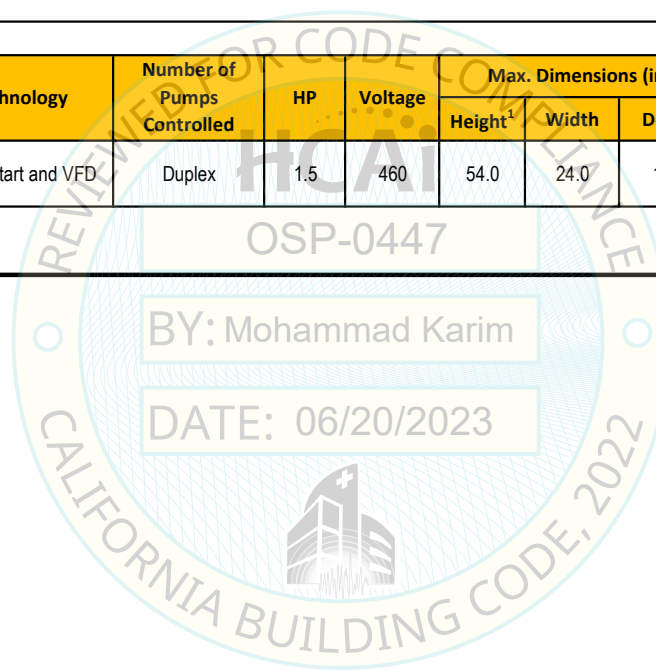 hnology Number of Pumps Controlled HP Voltage Max. Dimensions (i
Height¹ Width D
tart and VFD Duplex 1.5 460 54.0 24.0 1
REVIEWED FOR CODE COMPLIANCE
HCAi
OSP-0447
BY: Mohammad Karim
DATE: 06/20/2023
CALIFORNIA BUILDING CODE, 2022